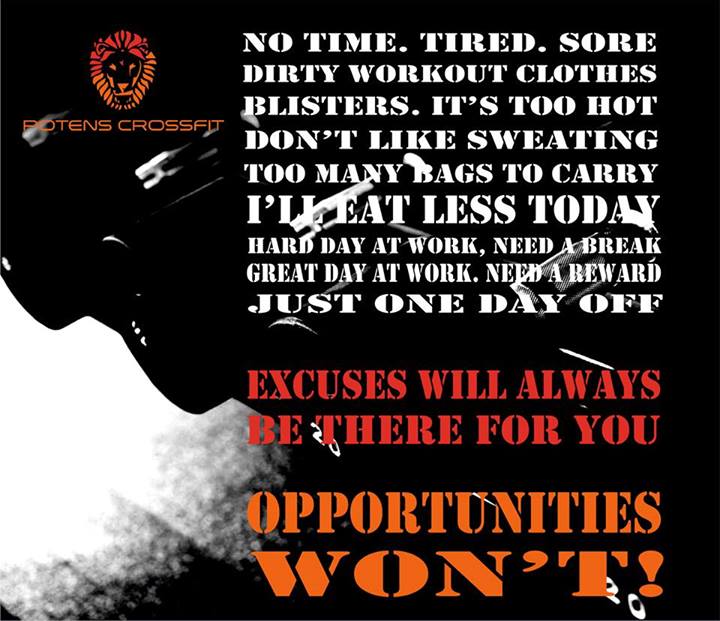 POTENS CROSSFIT
NO TIME. TIRED. SORE
DIRTY WORKOUT CLOTHES
BLISTERS. IT'S TOO HOT
DON'T LIKE SWEATING
TOO MANY BAGS TO CARRY
I'LL EAT LESS TODAY
HARD DAY AT WORK, NEED A BREAK
GREAT DAY AT WORK. NEED A REWARD
JUST ONE DAY OFF
EXCUSES WILL ALWAYS
BE THERE FOR YOU
20
OPPORTUNITIES
WON'T!
20